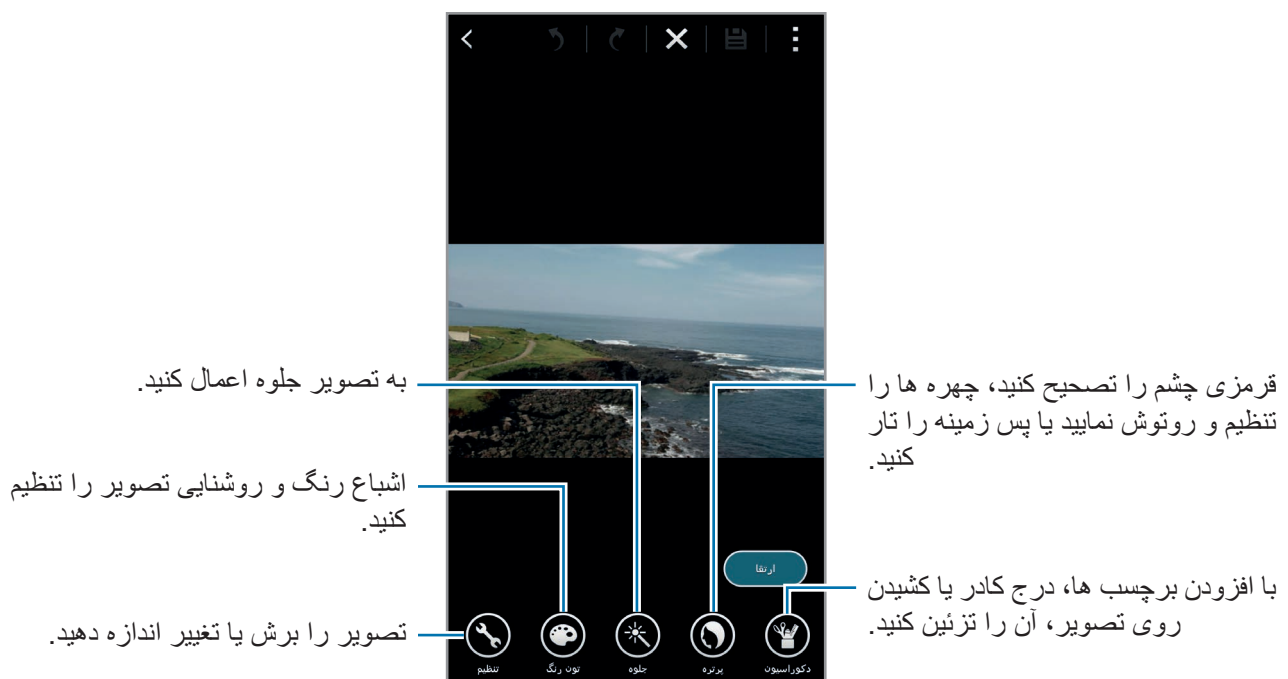 به تصویر جلوه اعمال کنید.
قرمزی چشم را تصحیح کنید، چهره ها را
تنظیم و روتوش نمایید یا پس زمینه را تار
کنید.
اشباع رنگ و روشنایی تصویر را تنظیم
کنید.
ارتقا
با افزودن برچسب ها، درج کادر یا کشیدن
روی تصویر، آن را تزئین کنید.
تصویر را برش یا تغییر اندازه دهید.
دکوراسیون
پرتره
جلوه
تون رنگ
تنظیم